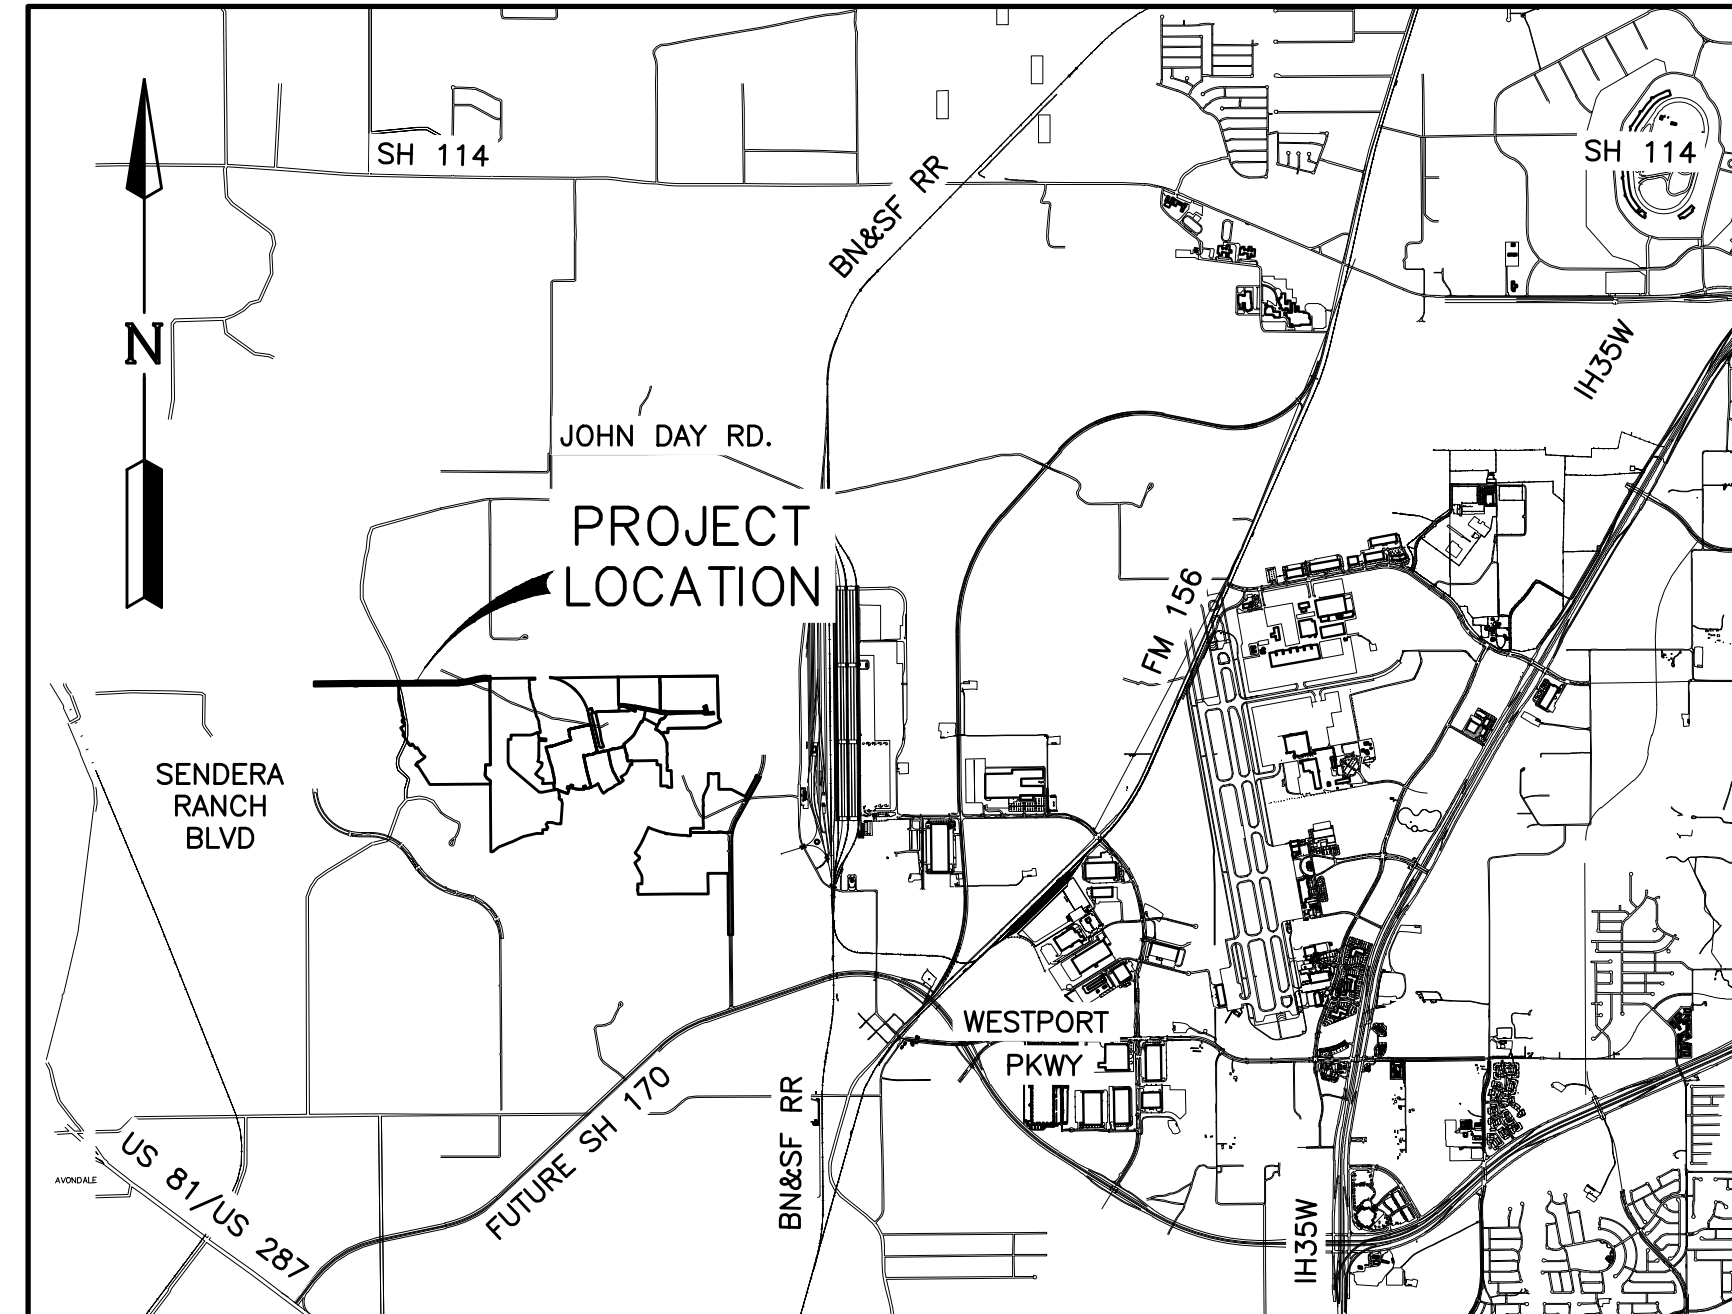 SH 114
SH 114
BN&SF RR
N
IH35W
JOHN DAY RD.
PROJECT
LOCATION
FM 156
SENDERA
RANCH
BLVD
WESTPORT
PKWY
FUTURE SH 170
BN&SF RR
US 81/US 287
AVONDALE
IH35W